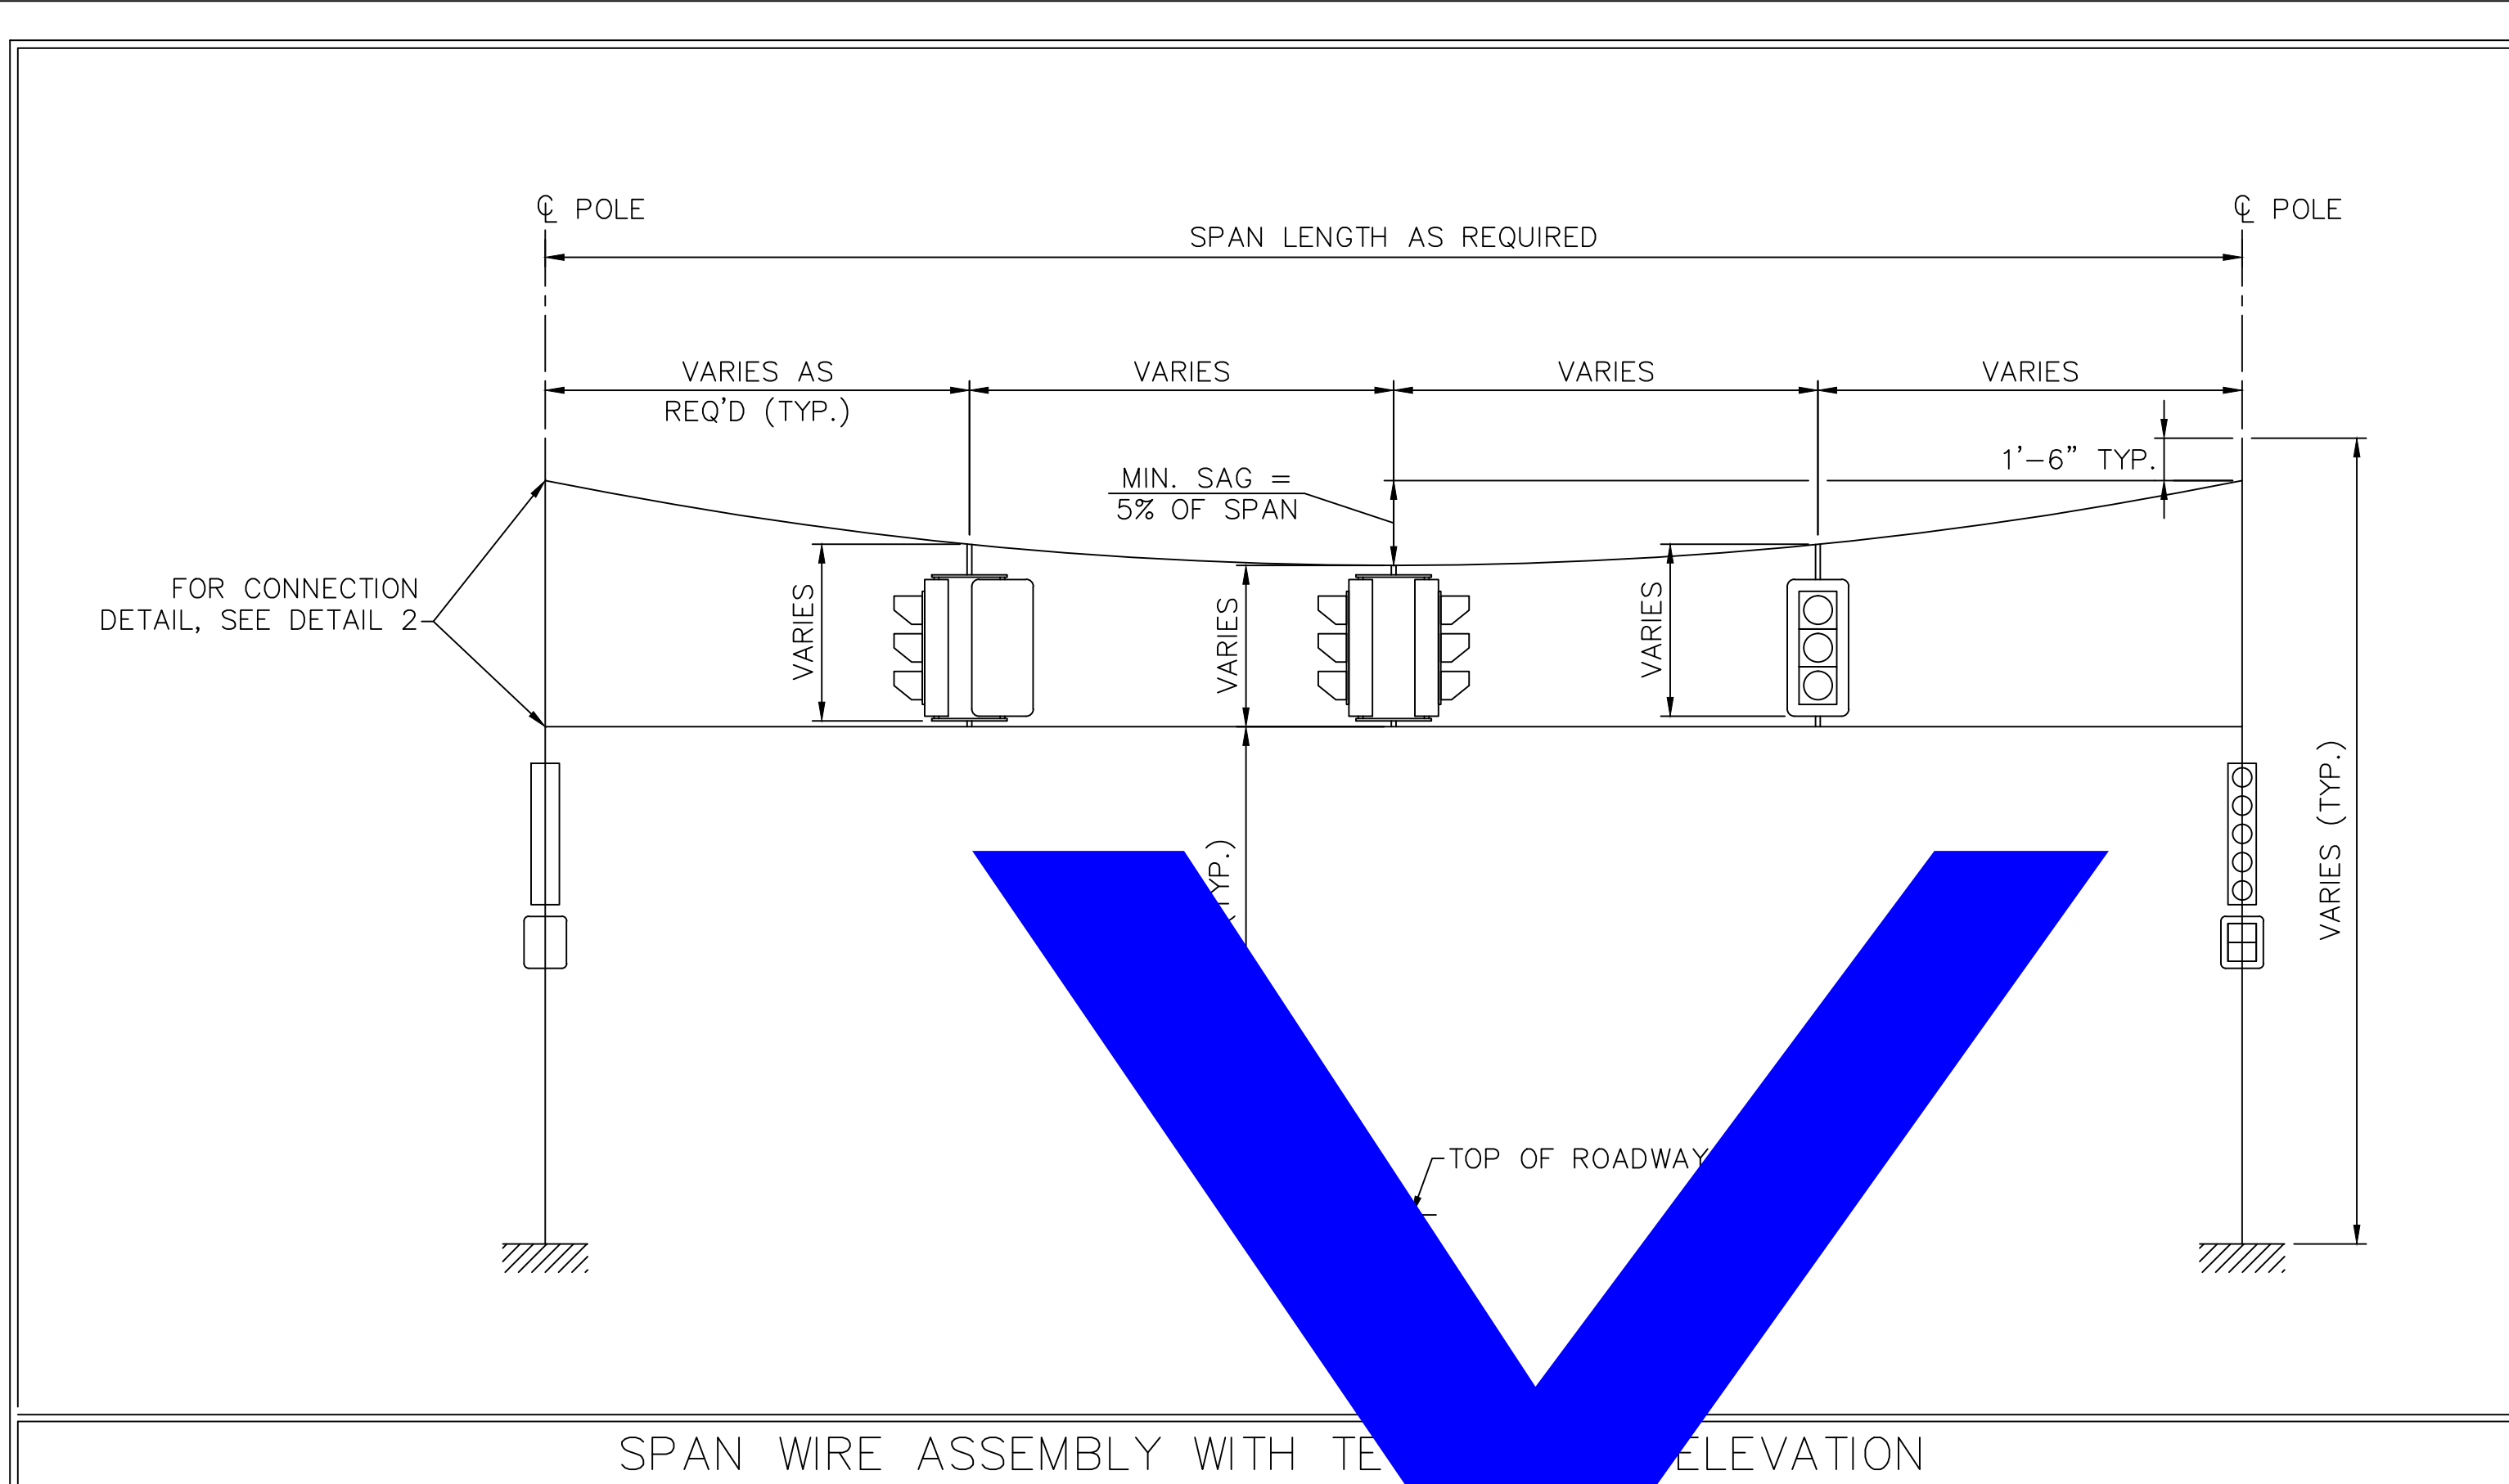 ℄ POLE
℄ POLE
SPAN LENGTH AS REQUIRED
VARIES AS
REQ'D (TYP.)
VARIES
VARIES
VARIES
MIN. SAG =
5% OF SPAN
1'-6" TYP.
FOR CONNECTION
DETAIL, SEE DETAIL 2
VARIES
VARIES
VARIES
VARIES (TYP.)
(TYP.)
TOP OF ROADWAY
SPAN WIRE ASSEMBLY WITH ELEVATION